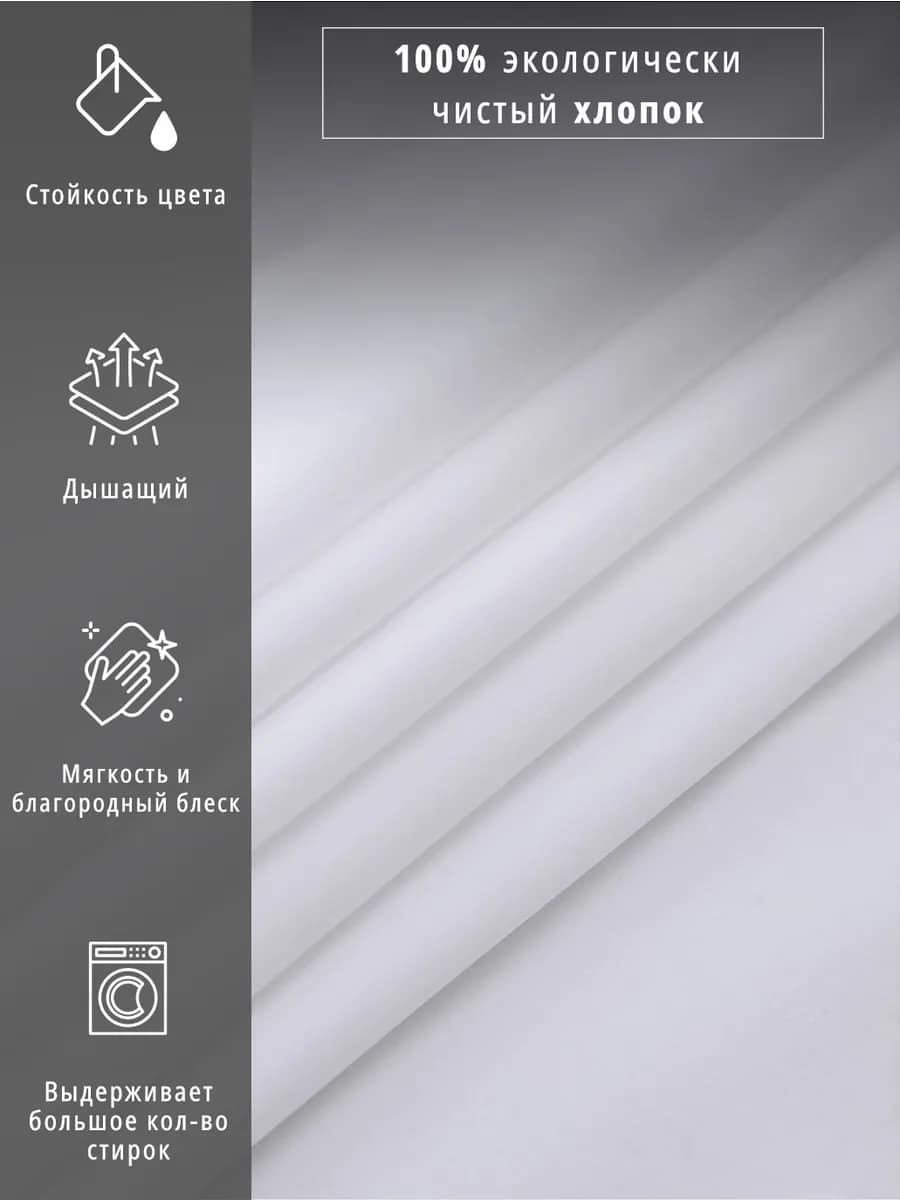 100% экологически
чистый хлопок
Стойкость цвета
Дышащий
Мягкость и
благородный блеск
Выдерживает
большое кол-во
стирок